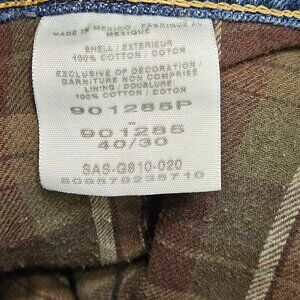 MADE IN MEXICO / FABRIQUE AU
MEXIQUE
SHELL / EXTERIEUR
100% COTTON / COTON
EXCLUSIVE OF DECORATION /
GARNITURE NON COMPRISE
LINING / DOUBLURE
100% COTTON / COTON
901285P
-
901285
40/30
SAS-G810-020